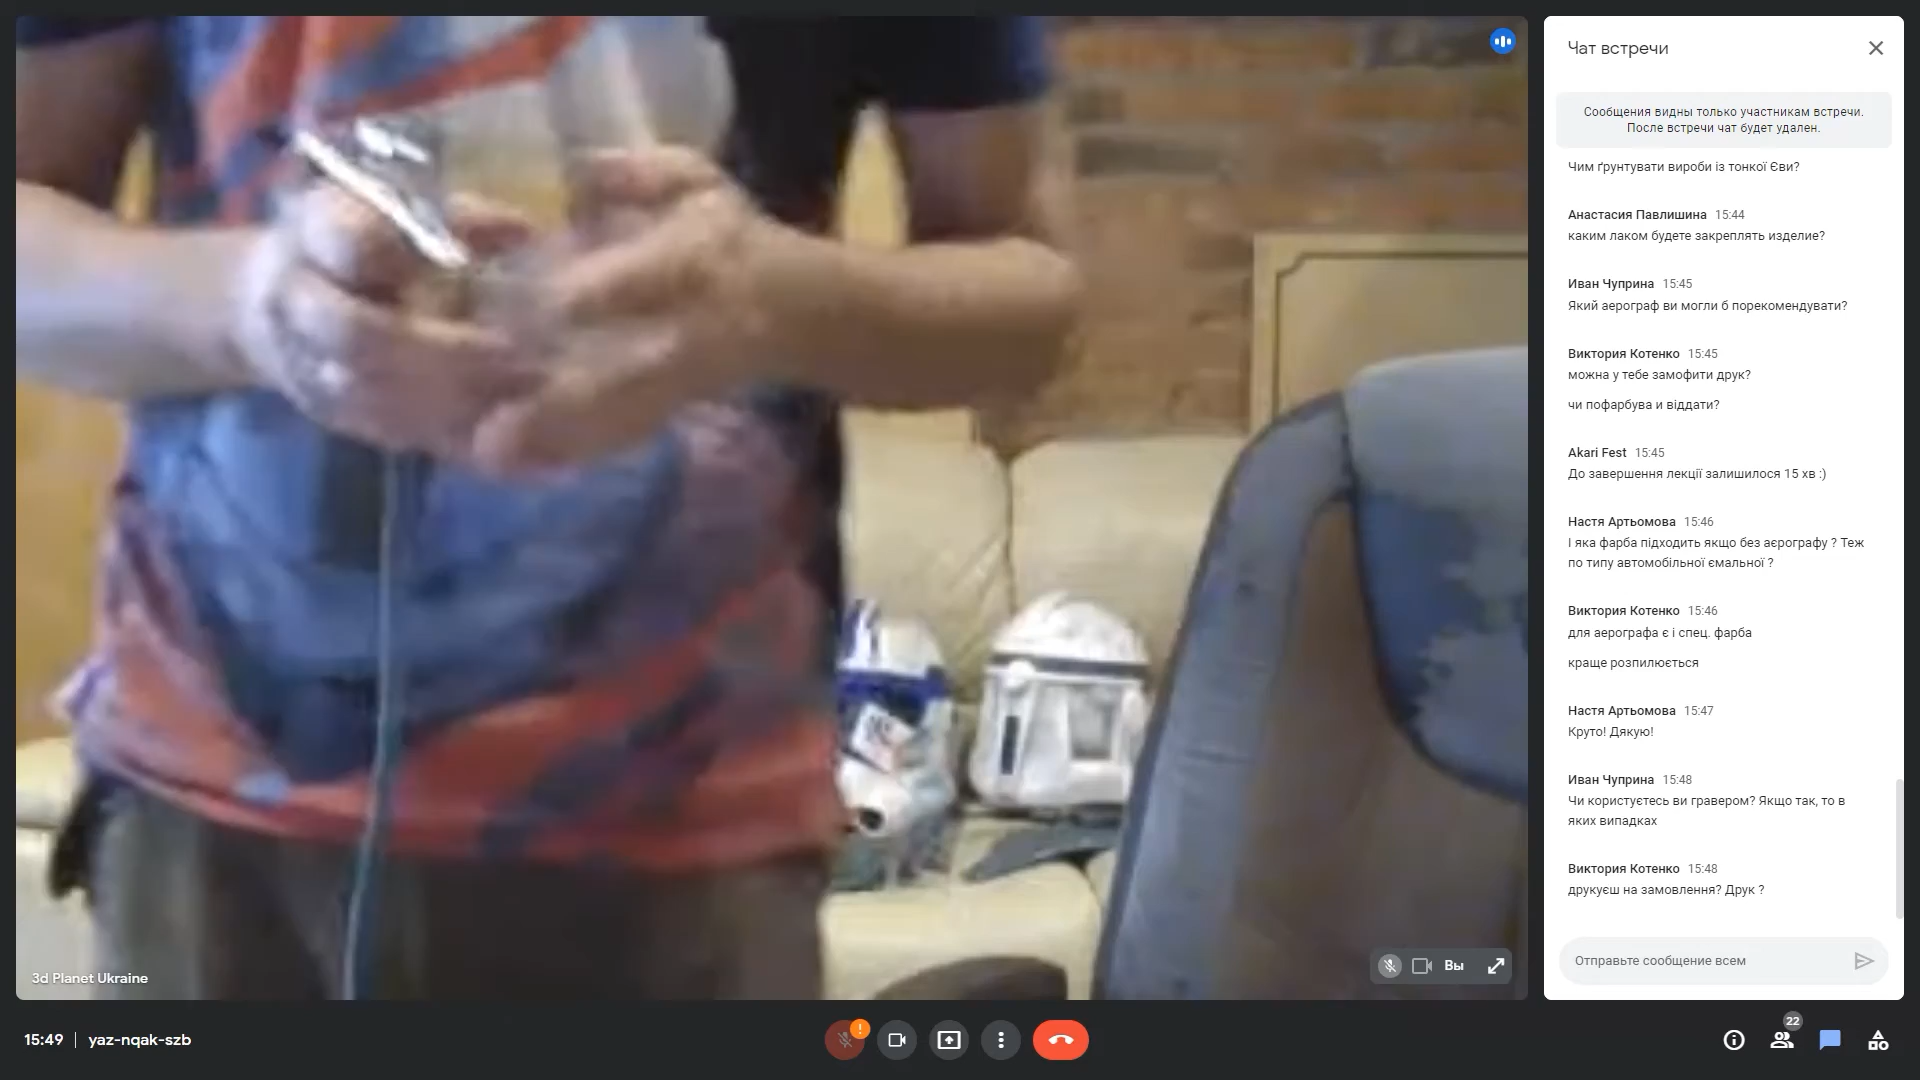 Чат встречи
Сообщения видны только участникам встречи.
После встречи чат будет удален.
Чим ґрунтувати вироби із тонкої Єви?
Анастасия Павлишина 15:44
каким лаком будете закреплять изделие?
Иван Чуприна 15:45
Який аерограф ви могли б порекомендувати?
Виктория Котенко 15:45
можна у тебе замофити друк?
чи пофарбува и віддати?
Akari Fest 15:45
До завершення лекції залишилося 15 хв :)
Настя Артьомова 15:46
І яка фарба підходить якщо без аєрографу ? Теж
по типу автомобільної ємальної ?
Виктория Котенко 15:46
для аерографа є і спец. фарба
краще розпилюється
Настя Артьомова 15:47
Круто! Дякую!
Иван Чуприна 15:48
Чи користуєтесь ви гравером? Якщо так, то в
яких випадках
Виктория Котенко 15:48
друкуєш на замовлення? Друк ?
Отправьте сообщение всем
3d Planet Ukraine
Вы
15:49 | yaz-nqak-szb
22